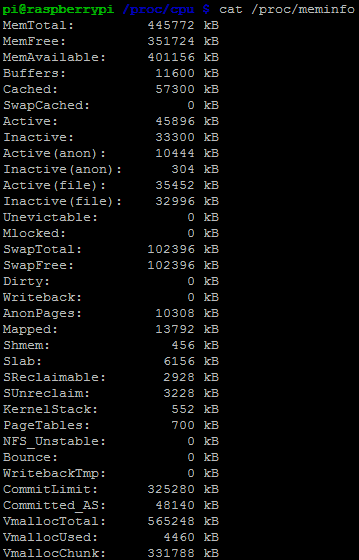 pi@raspberrypi /proc/cpu $ cat /proc/meminfo
MemTotal: 445772 kB
MemFree: 351724 kB
MemAvailable: 401156 kB
Buffers: 11600 kB
Cached: 57300 kB
SwapCached: 0 kB
Active: 45896 kB
Inactive: 33300 kB
Active(anon): 10444 kB
Inactive(anon): 304 kB
Active(file): 35452 kB
Inactive(file): 32996 kB
Unevictable: 0 kB
Mlocked: 0 kB
SwapTotal: 102396 kB
SwapFree: 102396 kB
Dirty: 0 kB
Writeback: 0 kB
AnonPages: 10308 kB
Mapped: 13792 kB
Shmem: 456 kB
Slab: 6156 kB
SReclaimable: 2928 kB
SUnreclaim: 3228 kB
KernelStack: 552 kB
PageTables: 700 kB
NFS_Unstable: 0 kB
Bounce: 0 kB
WritebackTmp: 0 kB
CommitLimit: 325280 kB
Committed_AS: 48140 kB
VmallocTotal: 565248 kB
VmallocUsed: 4460 kB
VmallocChunk: 331788 kB